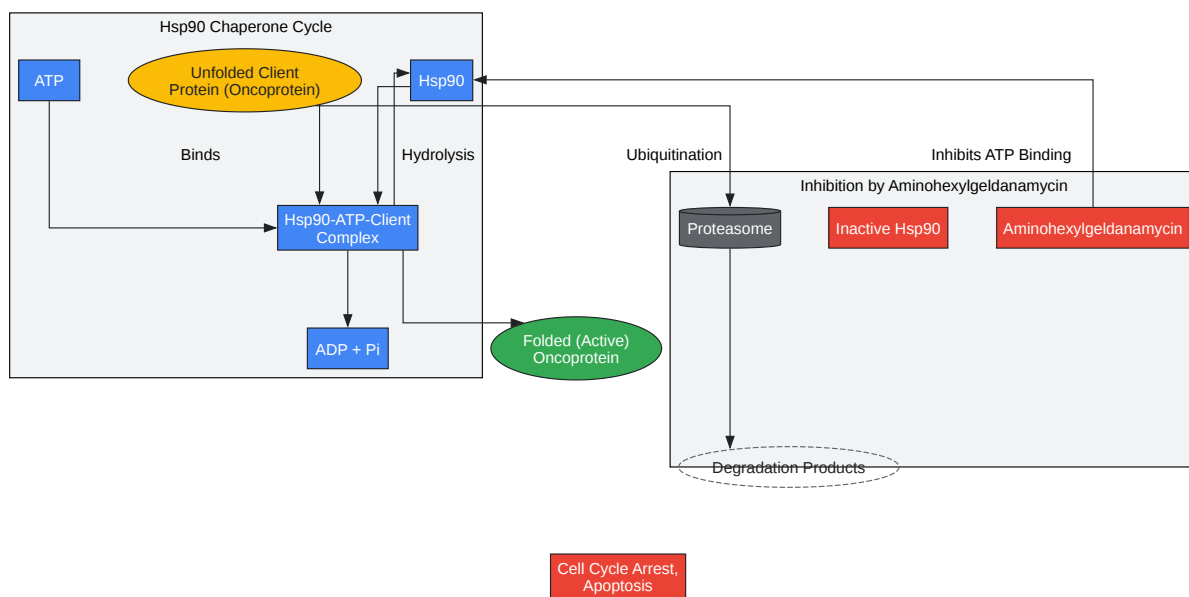 Hsp90 Chaperone Cycle
ATP
Unfolded Client
Protein (Oncoprotein)
Hsp90
Binds
Hydrolysis
Ubiquitination
Inhibits ATP Binding
Inhibition by Aminohexylgeldanamycin
Hsp90-ATP-Client
Complex
Proteasome
Inactive Hsp90
Aminohexylgeldanamycin
ADP + Pi
Folded (Active)
Oncoprotein
Degradation Products
Cell Cycle Arrest,
Apoptosis